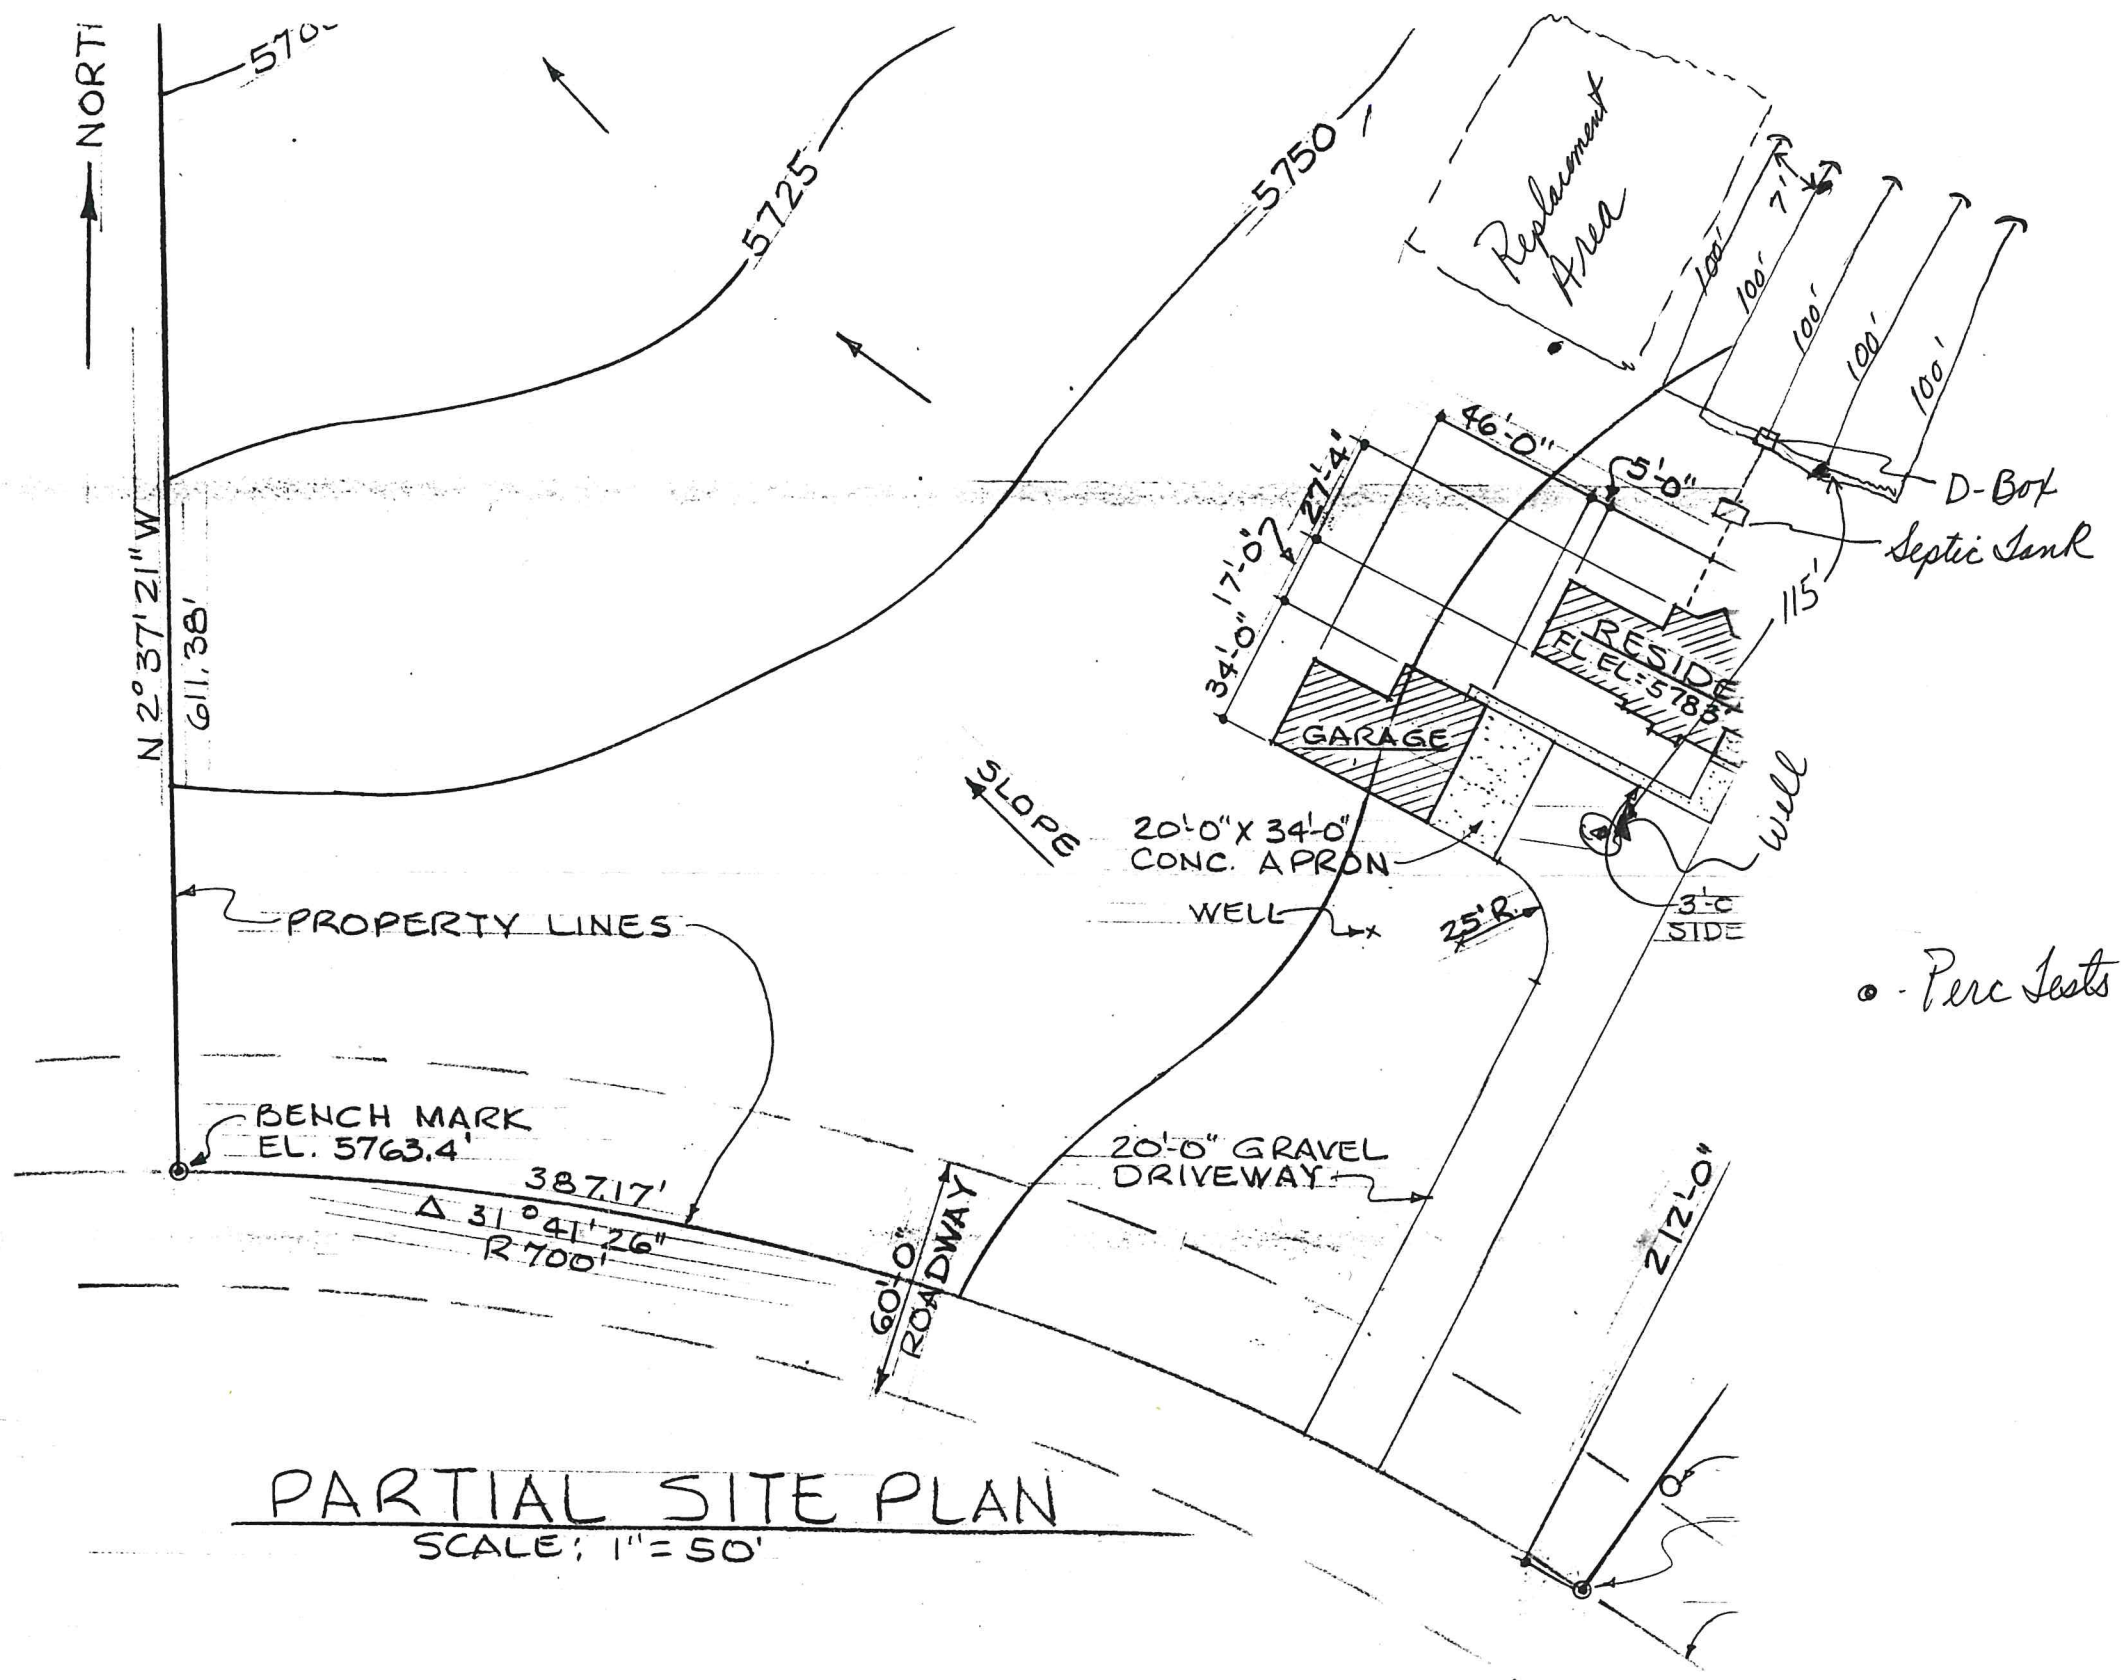 NORTH
570
5725
5750
Replacement
Area
7'
100'
100'
100'
100'
100'
46'-0"
5'-0"
27'-4"
17'-0"
34'-0"
D-Box
Septic Tank
115'
RESIDE
FL EL=5783'
GARAGE
N 2°37'21" W
611.38'
SLOPE
20'-0" X 34'-0"
CONC. APRON
WELL
25' R.
Well
3'-0
SIDE
PROPERTY LINES
- Perc Tests
BENCH MARK
EL. 5763.4'
387.17'
Δ 31°41'26"
R 700'
60'-0"
ROADWAY
20'-0" GRAVEL
DRIVEWAY
212'-0"
PARTIAL SITE PLAN
SCALE: 1"=50'